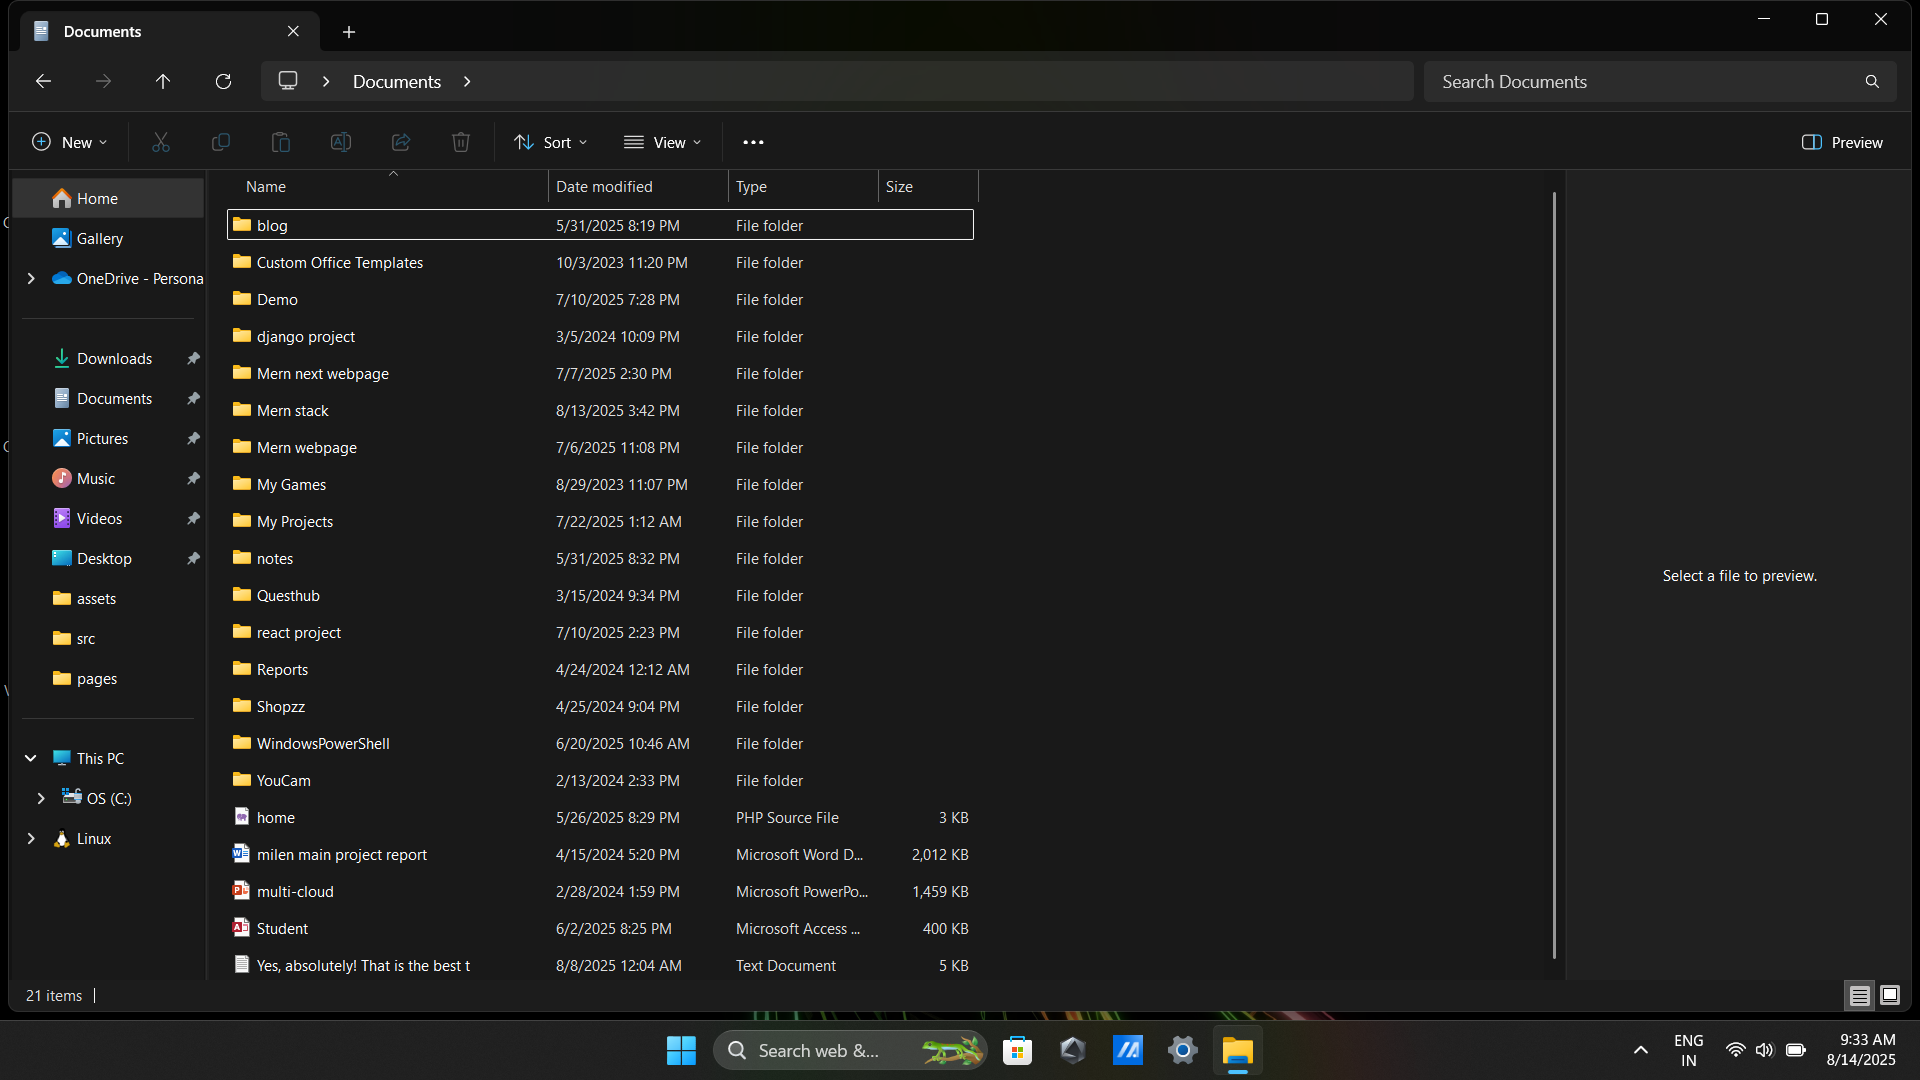 Documents
Documents
Search Documents
New
Sort
View
Preview
Home
Gallery
OneDrive - Persona
Downloads
Documents
Pictures
Music
Videos
Desktop
assets
src
pages
This PC
OS (C:)
Linux
Name Date modified Type Size
blog 5/31/2025 8:19 PM File folder
Custom Office Templates 10/3/2023 11:20 PM File folder
Demo 7/10/2025 7:28 PM File folder
django project 3/5/2024 10:09 PM File folder
Mern next webpage 7/7/2025 2:30 PM File folder
Mern stack 8/13/2025 3:42 PM File folder
Mern webpage 7/6/2025 11:08 PM File folder
My Games 8/29/2023 11:07 PM File folder
My Projects 7/22/2025 1:12 AM File folder
notes 5/31/2025 8:32 PM File folder
Questhub 3/15/2024 9:34 PM File folder
react project 7/10/2025 2:23 PM File folder
Reports 4/24/2024 12:12 AM File folder
Shopzz 4/25/2024 9:04 PM File folder
WindowsPowerShell 6/20/2025 10:46 AM File folder
YouCam 2/13/2024 2:33 PM File folder
home 5/26/2025 8:29 PM PHP Source File 3 KB
milen main project report 4/15/2024 5:20 PM Microsoft Word D... 2,012 KB
multi-cloud 2/28/2024 1:59 PM Microsoft PowerPo... 1,459 KB
Student 6/2/2025 8:25 PM Microsoft Access ... 400 KB
Yes, absolutely! That is the best t 8/8/2025 12:04 AM Text Document 5 KB
Select a file to preview.
21 items
Search web &...
ENG
IN
9:33 AM
8/14/2025